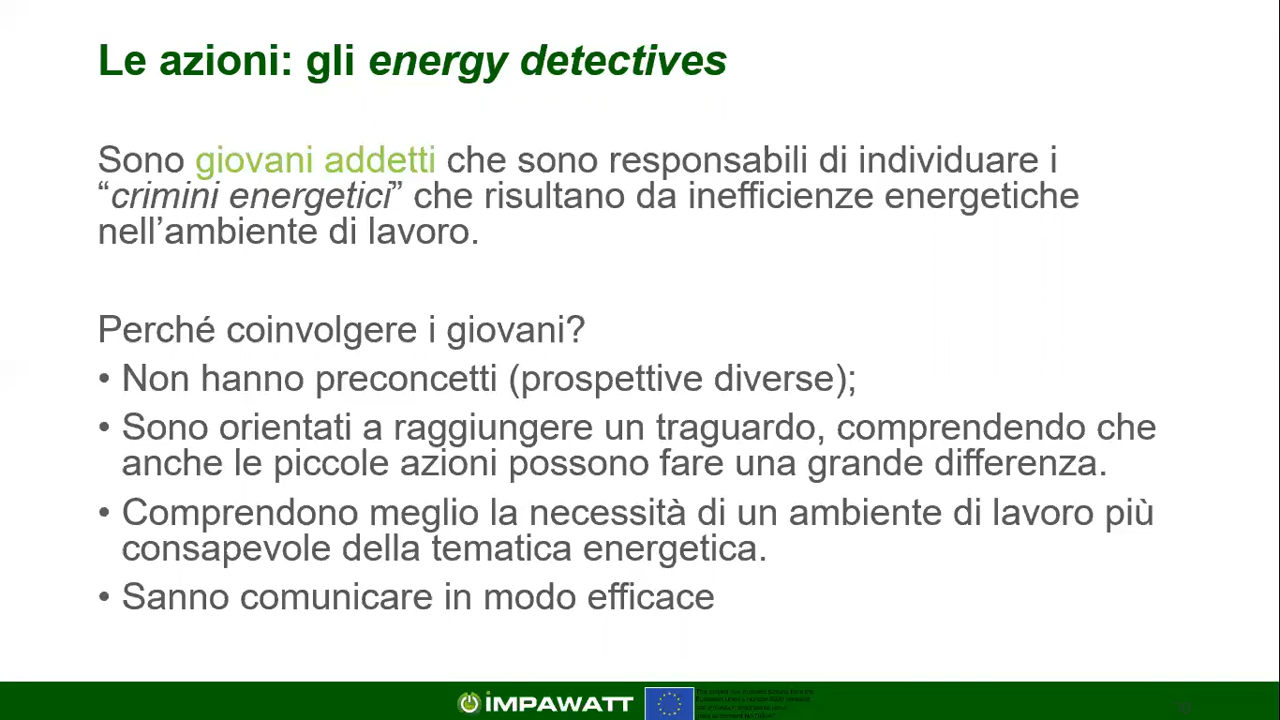 Le azioni: gli energy detectives
Sono giovani addetti che sono responsabili di individuare i
“crimini energetici” che risultano da inefficienze energetiche
nell’ambiente di lavoro.
Perché coinvolgere i giovani?
• Non hanno preconcetti (prospettive diverse);
• Sono orientati a raggiungere un traguardo, comprendendo che
anche le piccole azioni possono fare una grande differenza.
• Comprendono meglio la necessità di un ambiente di lavoro più
consapevole della tematica energetica.
• Sanno comunicare in modo efficace
iMPAWATT